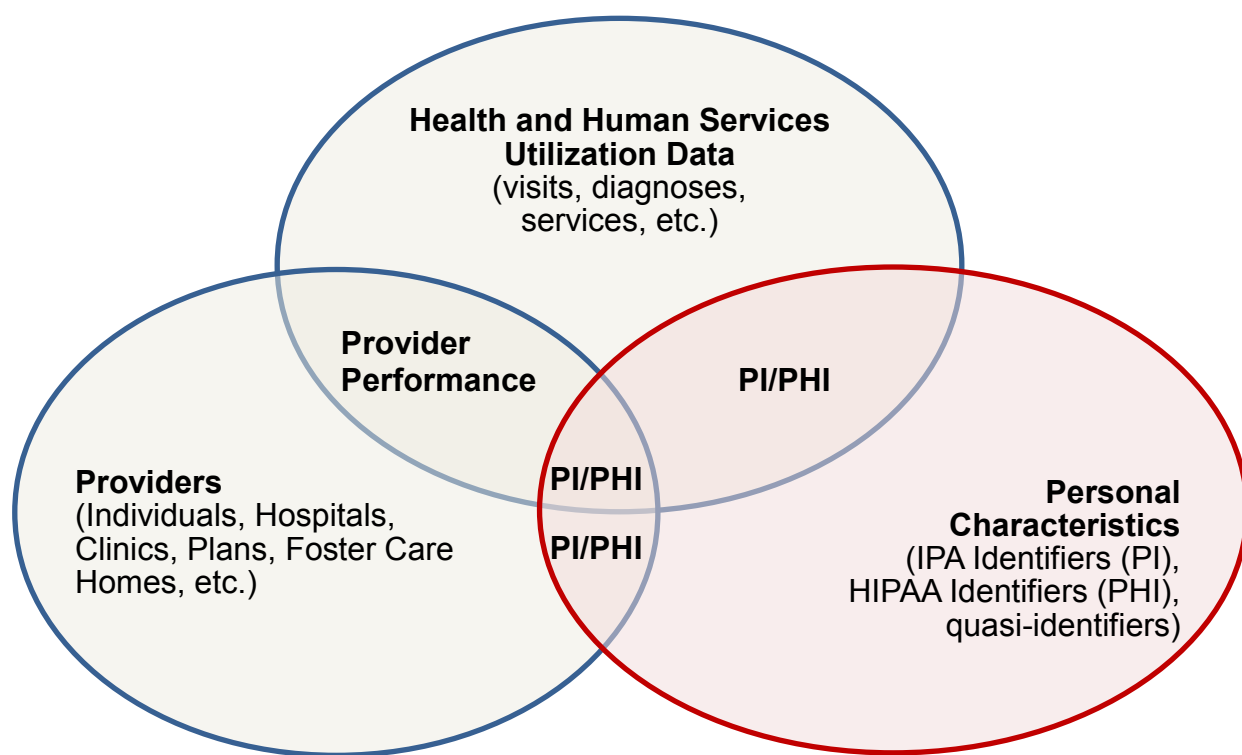 Health and Human Services
Utilization Data
(visits, diagnoses,
services, etc.)
Provider
Performance
PI/PHI
PI/PHI
PI/PHI
Providers
(Individuals, Hospitals,
Clinics, Plans, Foster Care
Homes, etc.)
Personal
Characteristics
(IPA Identifiers (PI),
HIPAA Identifiers (PHI),
quasi-identifiers)